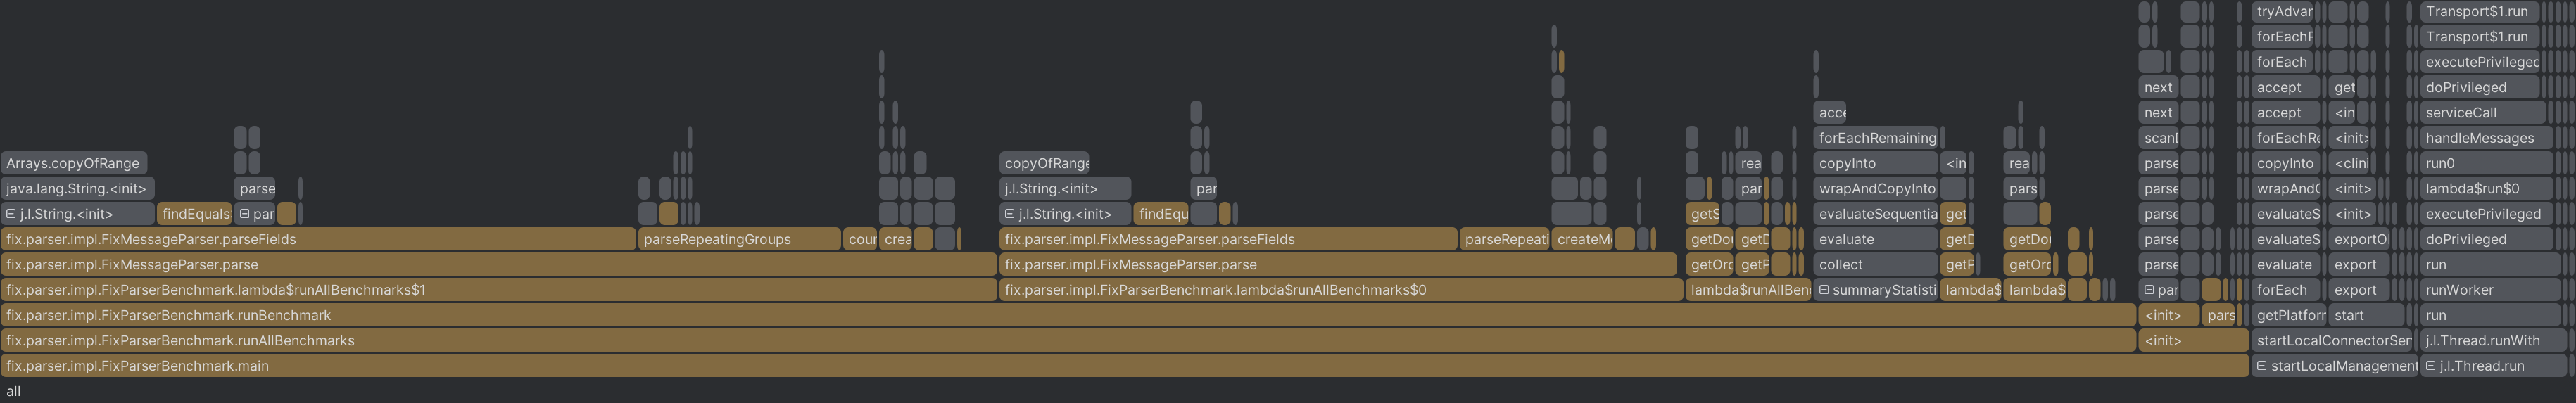 tryAdvar Transport$1.run
forEachF Transport$1.run
forEach executePrivileged
next accept get doPrivileged
acce next accept <in serviceCall
forEachRemaining scanD forEachRe <init> handleMessages
Arrays.copyOfRange copyOfRange rea copyInto <in rea parse copyInto <clini run0
java.lang.String.<init> parse j.l.String.<init> par par wrapAndCopyInto pars parse wrapAndC <init> lambda$run$0
j.l.String.<init> findEquals par j.l.String.<init> findEqu getS evaluateSequentia get parse evaluateS <init> executePrivileged
fix.parser.impl.FixMessageParser.parseFields parseRepeatingGroups cour crea fix.parser.impl.FixMessageParser.parseFields parseRepeati createMe getDou getD evaluate getD getDou parse evaluateS exportOl doPrivileged
fix.parser.impl.FixMessageParser.parse fix.parser.impl.FixMessageParser.parse getOrc getF collect getF getOrc parse evaluate export run
fix.parser.impl.FixParserBenchmark.lambda$runAllBenchmarks$1 fix.parser.impl.FixParserBenchmark.lambda$runAllBenchmarks$0 lambda$runAllBen summaryStatisti lambda$ lambda$ par forEach export runWorker
fix.parser.impl.FixParserBenchmark.runBenchmark <init> pars getPlatforr start run
fix.parser.impl.FixParserBenchmark.runAllBenchmarks <init> startLocalConnectorSer j.l.Thread.runWith
fix.parser.impl.FixParserBenchmark.main startLocalManagement j.l.Thread.run
all